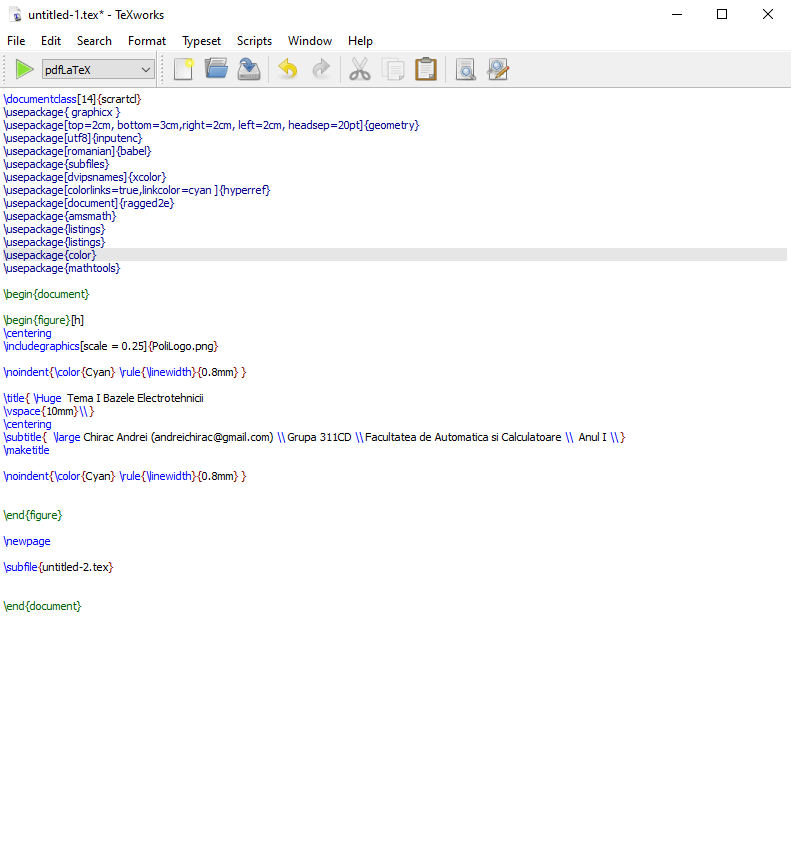 untitled-1.tex* - TeXworks
File Edit Search Format Typeset Scripts Window Help
pdfLaTeX
\documentclass[14]{scrartcl}
\usepackage{ graphicx }
\usepackage[top=2cm, bottom=3cm,right=2cm, left=2cm, headsep=20pt]{geometry}
\usepackage[utf8]{inputenc}
\usepackage[romanian]{babel}
\usepackage{subfiles}
\usepackage[dvipsnames]{xcolor}
\usepackage[colorlinks=true,linkcolor=cyan ]{hyperref}
\usepackage[document]{ragged2e}
\usepackage{amsmath}
\usepackage{listings}
\usepackage{listings}
\usepackage{color}
\usepackage{mathtools}
\begin{document}
\begin{figure}[h]
\centering
\includegraphics[scale = 0.25]{PoliLogo.png}
\noindent{\color{Cyan} \rule{\linewidth}{0.8mm} }
\title{ \Huge  Tema I Bazele Electrotehnicii
\vspace{10mm}\\ }
\centering
\subtitle{  \large Chirac Andrei (andreichirac@gmail.com) \\ Grupa 311CD \\ Facultatea de Automatica si Calculatoare \\  Anul I \\ }
\maketitle
\noindent{\color{Cyan} \rule{\linewidth}{0.8mm} }
\end{figure}
\newpage
\subfile{untitled-2.tex}
\end{document}